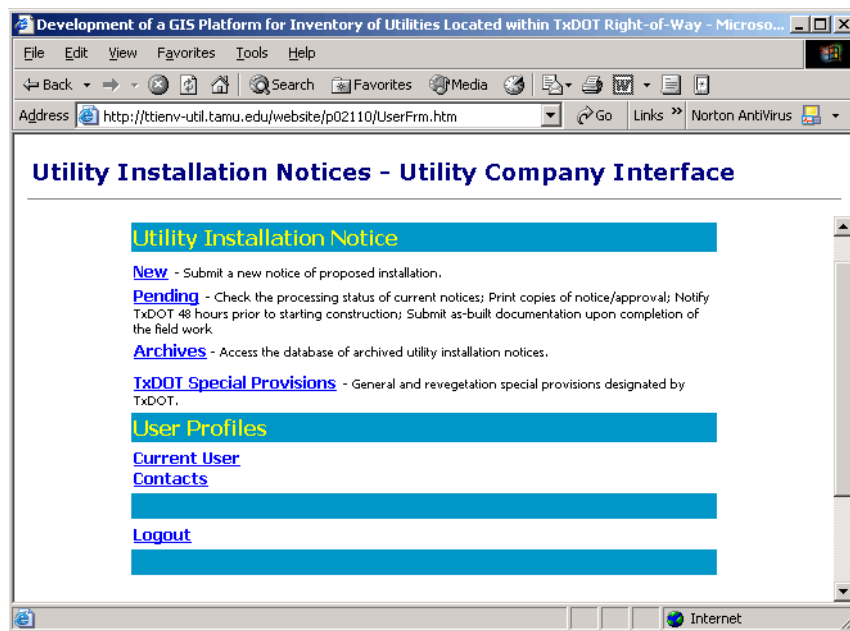 Development of a GIS Platform for Inventory of Utilities Located within TxDOT Right-of-Way - Microso...
File Edit View Favorites Tools Help
Back Search Favorites Media
Address http://ttienv-util.tamu.edu/website/p02110/UserFrm.htm Go Links » Norton AntiVirus
Utility Installation Notices - Utility Company Interface
Utility Installation Notice
New - Submit a new notice of proposed installation.
Pending - Check the processing status of current notices; Print copies of notice/approval; Notify
TxDOT 48 hours prior to starting construction; Submit as-built documentation upon completion of
the field work
Archives - Access the database of archived utility installation notices.
TxDOT Special Provisions - General and revegetation special provisions designated by
TxDOT.
User Profiles
Current User
Contacts
Logout
Internet